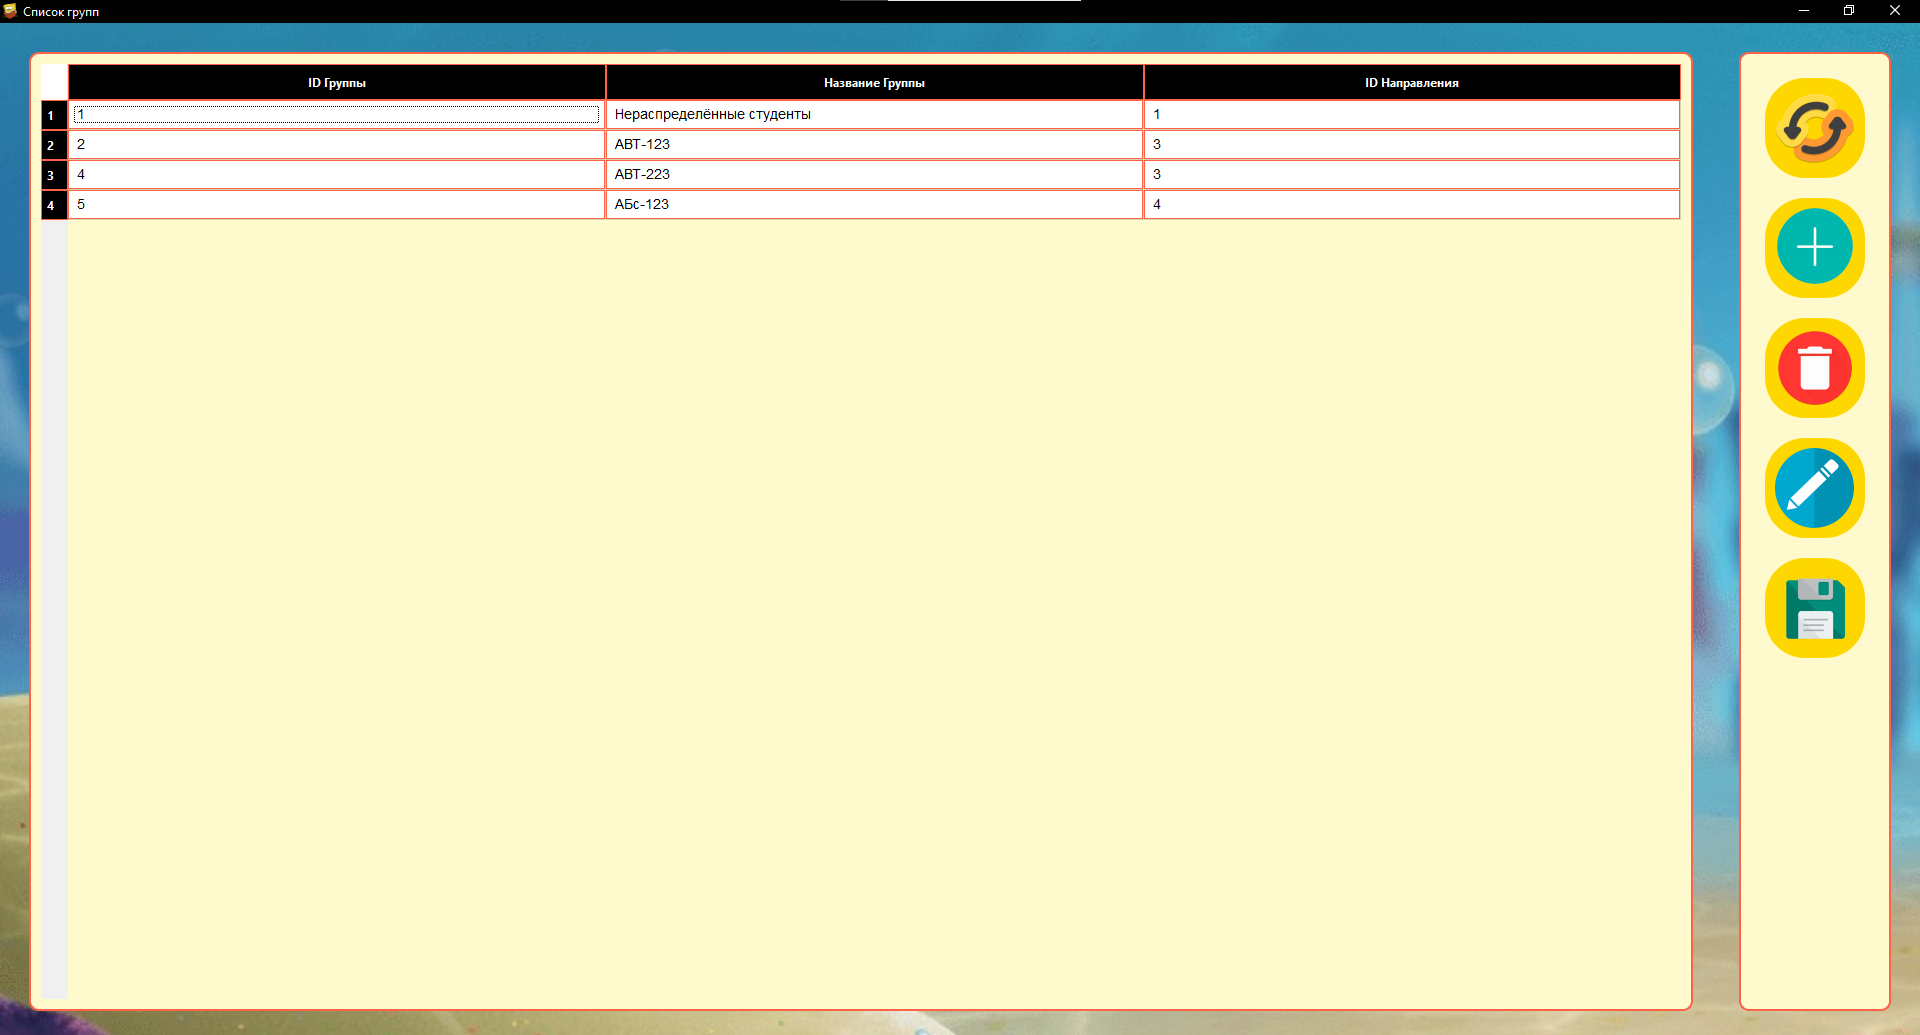 Список групп
ID Группы Название Группы ID Направления
1 1 Нераспределённые студенты 1
2 2 АВТ-123 3
3 4 АВТ-223 3
4 5 АБс-123 4